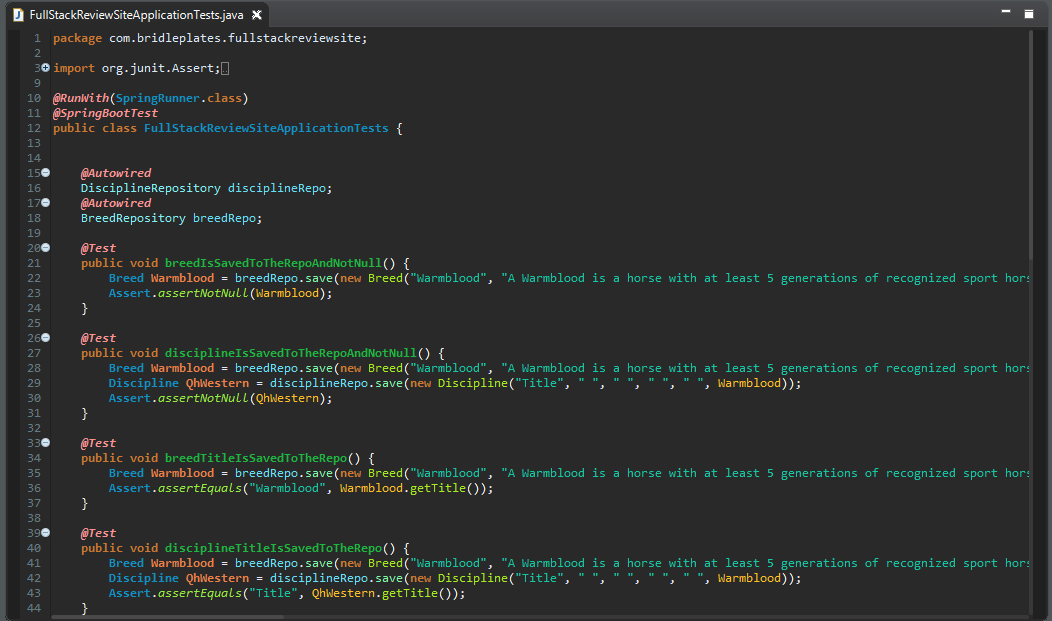 FullStackReviewSiteApplicationTests.java
1 package com.bridleplates.fullstackreviewsite;
2
3 import org.junit.Assert;
9
10 @RunWith(SpringRunner.class)
11 @SpringBootTest
12 public class FullStackReviewSiteApplicationTests {
13
14
15 @Autowired
16 DisciplineRepository disciplineRepo;
17 @Autowired
18 BreedRepository breedRepo;
19
20 @Test
21 public void breedIsSavedToTheRepoAndNotNull() {
22 Breed Warmblood = breedRepo.save(new Breed("Warmblood", "A Warmblood is a horse with at least 5 generations of recognized sport hors
23 Assert.assertNotNull(Warmblood);
24 }
25
26 @Test
27 public void disciplineIsSavedToTheRepoAndNotNull() {
28 Breed Warmblood = breedRepo.save(new Breed("Warmblood", "A Warmblood is a horse with at least 5 generations of recognized sport hors
29 Discipline QhWestern = disciplineRepo.save(new Discipline("Title", " ", " ", " ", " ", Warmblood));
30 Assert.assertNotNull(QhWestern);
31 }
32
33 @Test
34 public void breedTitleIsSavedToTheRepo() {
35 Breed Warmblood = breedRepo.save(new Breed("Warmblood", "A Warmblood is a horse with at least 5 generations of recognized sport hors
36 Assert.assertEquals("Warmblood", Warmblood.getTitle());
37 }
38
39 @Test
40 public void disciplineTitleIsSavedToTheRepo() {
41 Breed Warmblood = breedRepo.save(new Breed("Warmblood", "A Warmblood is a horse with at least 5 generations of recognized sport hors
42 Discipline QhWestern = disciplineRepo.save(new Discipline("Title", " ", " ", " ", " ", Warmblood));
43 Assert.assertEquals("Title", QhWestern.getTitle());
44 }